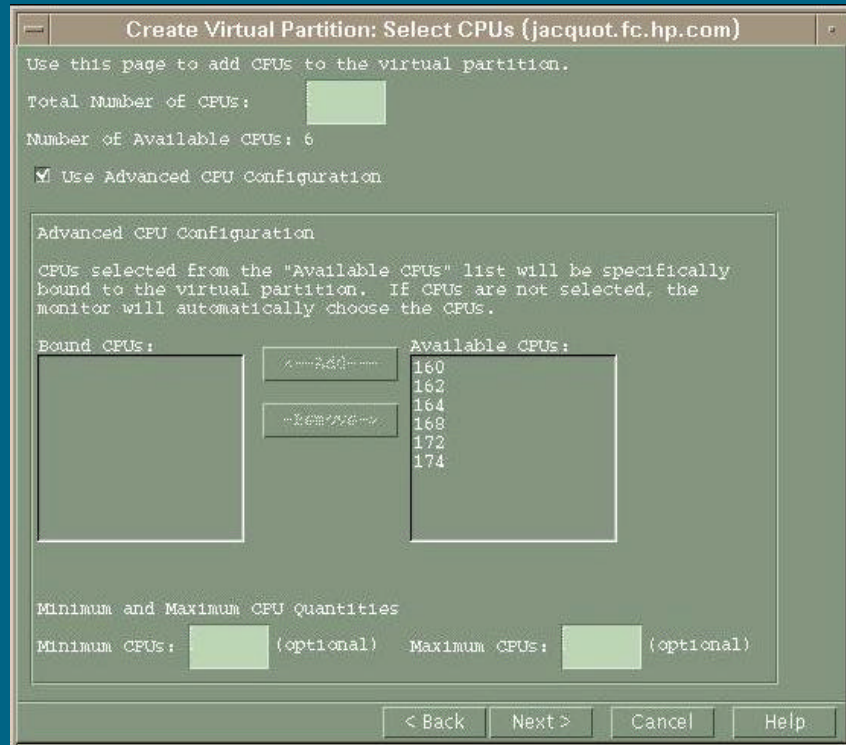 Create Virtual Partition: Select CPUs (jacquot.fc.hp.com)
Use this page to add CPUs to the virtual partition.
Total Number of CPUs:
Number of Available CPUs: 6
Use Advanced CPU Configuration
Advanced CPU Configuration
CPUs selected from the "Available CPUs" list will be specifically
bound to the virtual partition. If CPUs are not selected, the
monitor will automatically choose the CPUs.
Bound CPUs:
<--Add---
-Remove->
Available CPUs:
160
162
164
168
172
174
Minimum and Maximum CPU Quantities
Minimum CPUs: (optional) Maximum CPUs: (optional)
< Back Next > Cancel Help